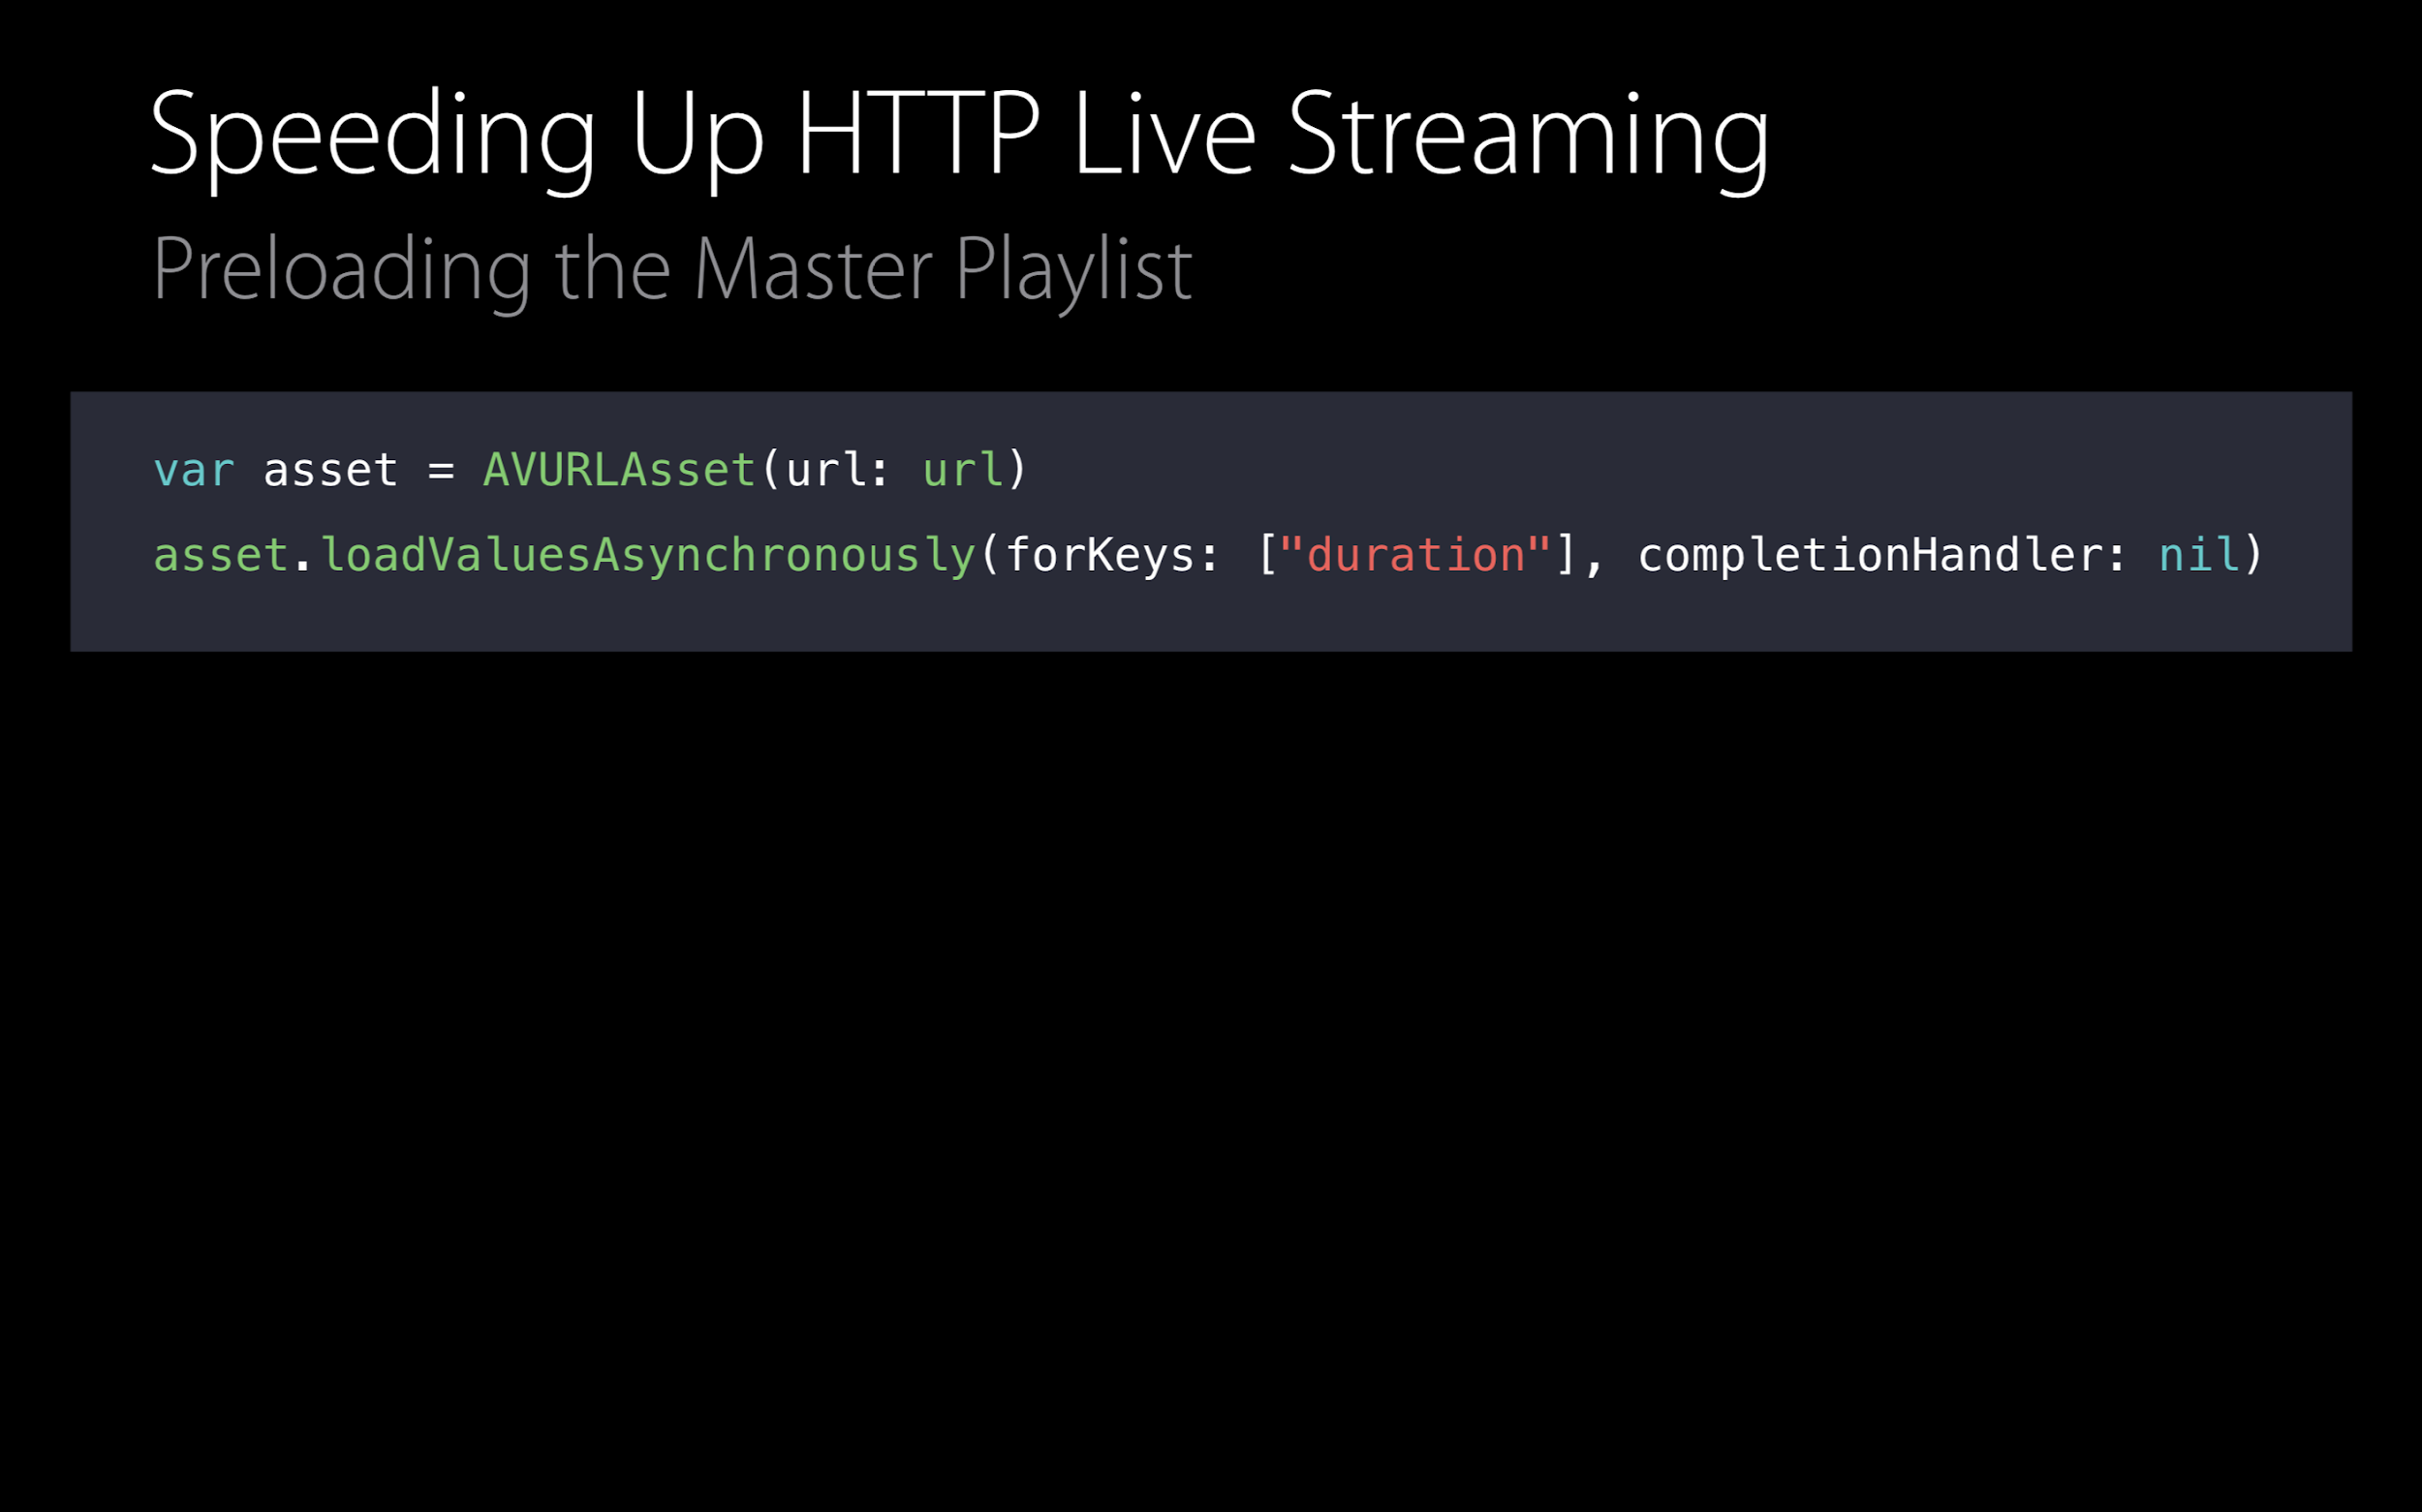 Speeding Up HTTP Live Streaming
Preloading the Master Playlist
var asset = AVURLAsset(url: url)
asset.loadValuesAsynchronously(forKeys: ["duration"], completionHandler: nil)